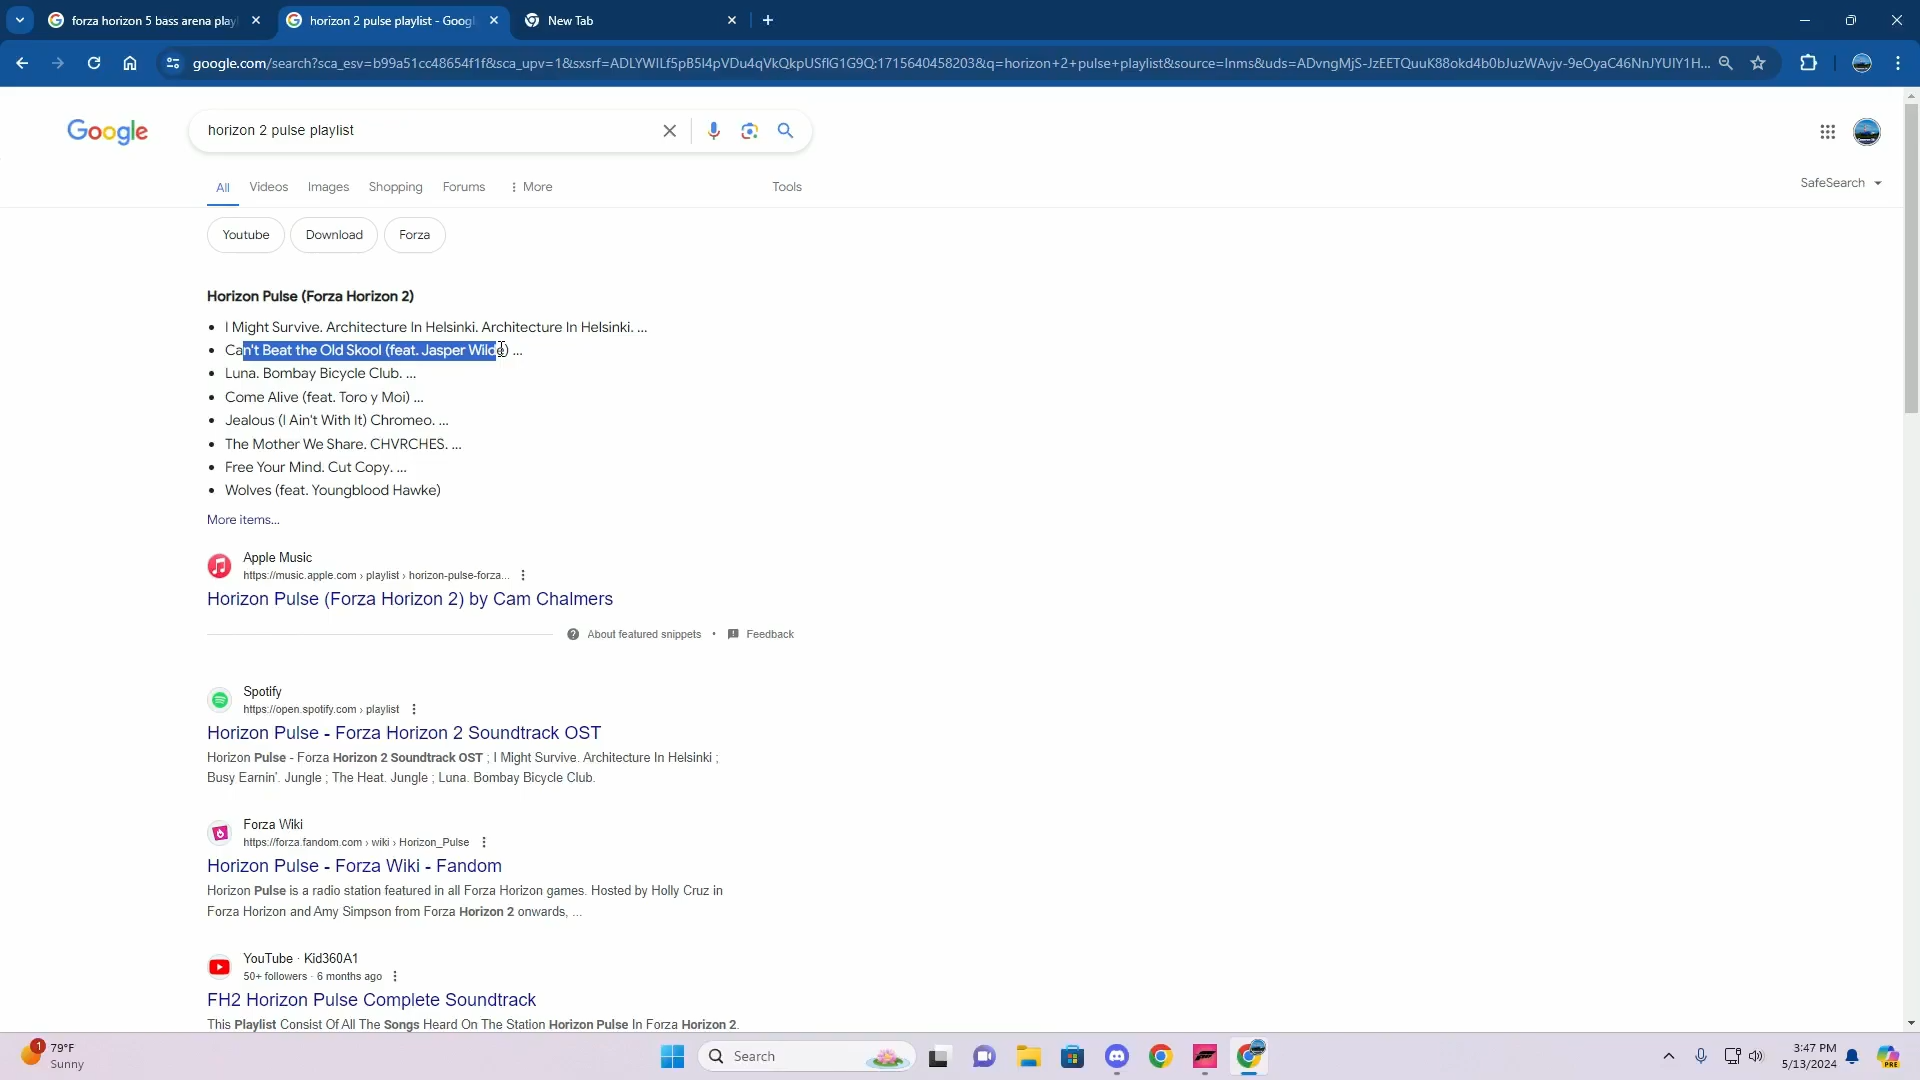 forza horizon 5 bass arena play
horizon 2 pulse playlist - Googl
New Tab
google.com/search?sca_esv=b99a51cc48654f1f&sca_upv=1&sxsrf=ADLYWILf5pB5I4pVDu4qVkQkpUSflG1G9Q:1715640458203&q=horizon+2+pulse+playlist&source=lnms&uds=ADvngMjS-JzEETQuuK88okd4b0bJuzWAvjv-9eOyaC46NnJYUIY1H...
Google
horizon 2 pulse playlist
All
Videos
Images
Shopping
Forums
More
Tools
SafeSearch
Youtube
Download
Forza
Horizon Pulse (Forza Horizon 2)
• I Might Survive. Architecture In Helsinki. Architecture In Helsinki. ...
• Can't Beat the Old Skool (feat. Jasper Wilde) ...
• Luna. Bombay Bicycle Club. ...
• Come Alive (feat. Toro y Moi) ...
• Jealous (I Ain't With It) Chromeo. ...
• The Mother We Share. CHVRCHES. ...
• Free Your Mind. Cut Copy. ...
• Wolves (feat. Youngblood Hawke)
More items...
Apple Music
https://music.apple.com › playlist › horizon-pulse-forza...
Horizon Pulse (Forza Horizon 2) by Cam Chalmers
About featured snippets • Feedback
Spotify
https://open.spotify.com › playlist
Horizon Pulse - Forza Horizon 2 Soundtrack OST
Horizon Pulse - Forza Horizon 2 Soundtrack OST ; I Might Survive. Architecture In Helsinki ;
Busy Earnin'. Jungle ; The Heat. Jungle ; Luna. Bombay Bicycle Club.
Forza Wiki
https://forza.fandom.com › wiki › Horizon_Pulse
Horizon Pulse - Forza Wiki - Fandom
Horizon Pulse is a radio station featured in all Forza Horizon games. Hosted by Holly Cruz in
Forza Horizon and Amy Simpson from Forza Horizon 2 onwards, ...
YouTube · Kid360A1
50+ followers · 6 months ago
FH2 Horizon Pulse Complete Soundtrack
This Playlist Consist Of All The Songs Heard On The Station Horizon Pulse In Forza Horizon 2.
1
79°F
Sunny
Search
3:47 PM
5/13/2024
PRE